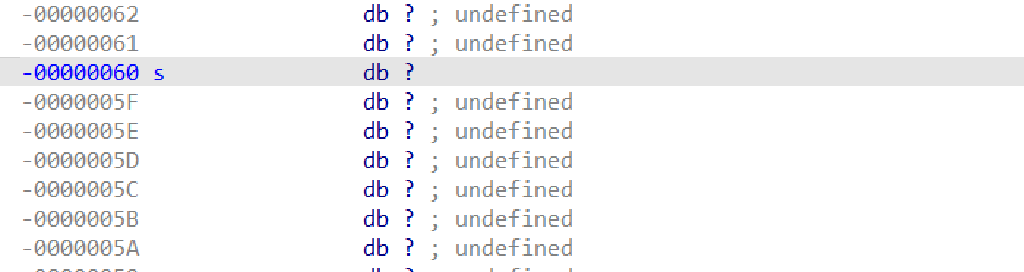 -00000062 db ? ; undefined
-00000061 db ? ; undefined
-00000060 s db ?
-0000005F db ? ; undefined
-0000005E db ? ; undefined
-0000005D db ? ; undefined
-0000005C db ? ; undefined
-0000005B db ? ; undefined
-0000005A db ? ; undefined